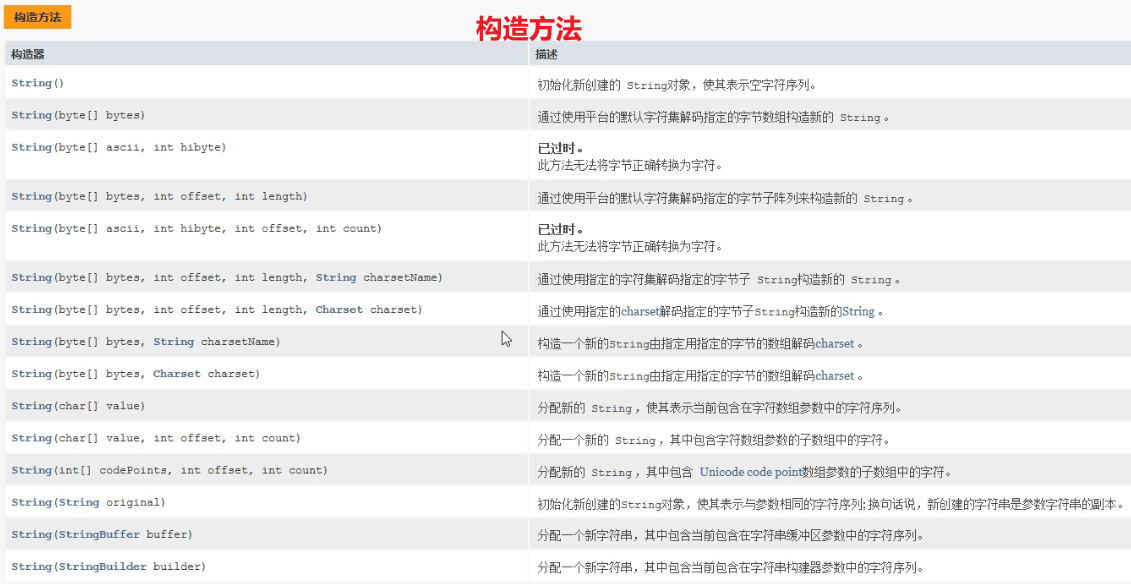 构造方法
构造方法
构造器 描述
String() 初始化新创建的 String对象，使其表示空字符序列。
String(byte[] bytes) 通过使用平台的默认字符集解码指定的字节数组构造新的 String 。
String(byte[] ascii, int hibyte) 已过时。
此方法无法将字节正确转换为字符。
String(byte[] bytes, int offset, int length) 通过使用平台的默认字符集解码指定的字节子阵列来构造新的 String 。
String(byte[] ascii, int hibyte, int offset, int count) 已过时。
此方法无法将字节正确转换为字符。
String(byte[] bytes, int offset, int length, String charsetName) 通过使用指定的字符集解码指定的字节子 String构造新的 String 。
String(byte[] bytes, int offset, int length, Charset charset) 通过使用指定的charset解码指定的字节子String构造新的String 。
String(byte[] bytes, String charsetName) 构造一个新的String由指定用指定的字节的数组解码charset 。
String(byte[] bytes, Charset charset) 构造一个新的String由指定用指定的字节的数组解码charset 。
String(char[] value) 分配新的 String ，使其表示当前包含在字符数组参数中的字符序列。
String(char[] value, int offset, int count) 分配一个新的 String ，其中包含字符数组参数的子数组中的字符。
String(int[] codePoints, int offset, int count) 分配新的 String ，其中包含 Unicode code point数组参数的子数组中的字符。
String(String original) 初始化新创建的String对象，使其表示与参数相同的字符序列; 换句话说，新创建的字符串是参数字符串的副本。
String(StringBuffer buffer) 分配一个新字符串，其中包含当前包含在字符串缓冲区参数中的字符序列。
String(StringBuilder builder) 分配一个新字符串，其中包含当前包含在字符串构建器参数中的字符序列。